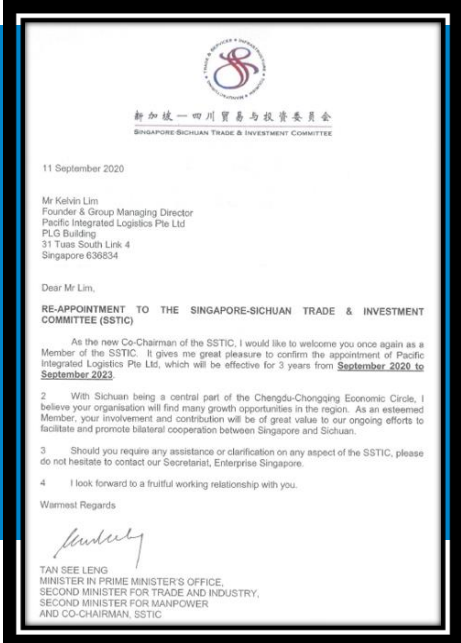 新加坡—四川貿易与投資委員会
SINGAPORE-SICHUAN TRADE & INVESTMENT COMMITTEE
11 September 2020
Mr Kelvin Lim
Founder & Group Managing Director
Pacific Integrated Logistics Pte Ltd
PLG Building
31 Tuas South Link 4
Singapore 636834
Dear Mr Lim,
RE-APPOINTMENT TO THE SINGAPORE-SICHUAN TRADE & INVESTMENT
COMMITTEE (SSTIC)
As the new Co-Chairman of the SSTIC, I would like to welcome you once again as a
Member of the SSTIC. It gives me great pleasure to confirm the appointment of Pacific
Integrated Logistics Pte Ltd, which will be effective for 3 years from September 2020 to
September 2023.
2 With Sichuan being a central part of the Chengdu-Chongqing Economic Circle, I
believe your organisation will find many growth opportunities in the region. As an esteemed
Member, your involvement and contribution will be of great value to our ongoing efforts to
facilitate and promote bilateral cooperation between Singapore and Sichuan.
3 Should you require any assistance or clarification on any aspect of the SSTIC, please
do not hesitate to contact our Secretariat, Enterprise Singapore.
4 I look forward to a fruitful working relationship with you.
Warmest Regards
TAN SEE LENG
MINISTER IN PRIME MINISTER'S OFFICE,
SECOND MINISTER FOR TRADE AND INDUSTRY,
SECOND MINISTER FOR MANPOWER
AND CO-CHAIRMAN, SSTIC